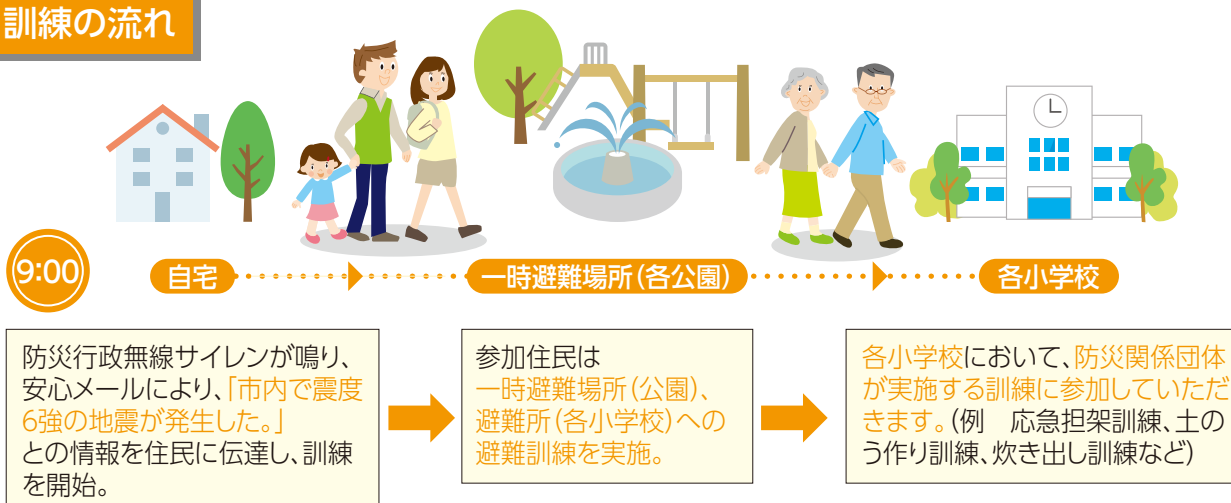 訓練の流れ
9:00
自宅
一時避難場所(各公園)
各小学校
防災行政無線サイレンが鳴り、
安心メールにより、「市内で震度
6強の地震が発生した。」
との情報を住民に伝達し、訓練
を開始。
参加住民は
一時避難場所(公園)、
避難所(各小学校)への
避難訓練を実施。
各小学校において、防災関係団体
が実施する訓練に参加していただ
きます。(例　応急担架訓練、土の
う作り訓練、炊き出し訓練など)